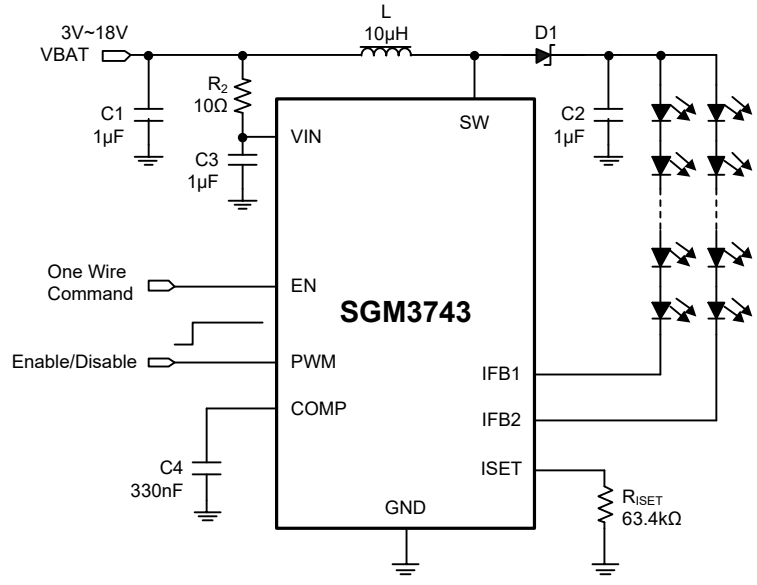 L
10µH
D1
3V~18V
VBAT
R2
10Ω
C1
1µF
VIN
SW
C2
1µF
C3
1µF
One Wire
Command
EN
SGM3743
Enable/Disable
PWM
IFB1
COMP
IFB2
C4
330nF
ISET
RISET
63.4kΩ
GND